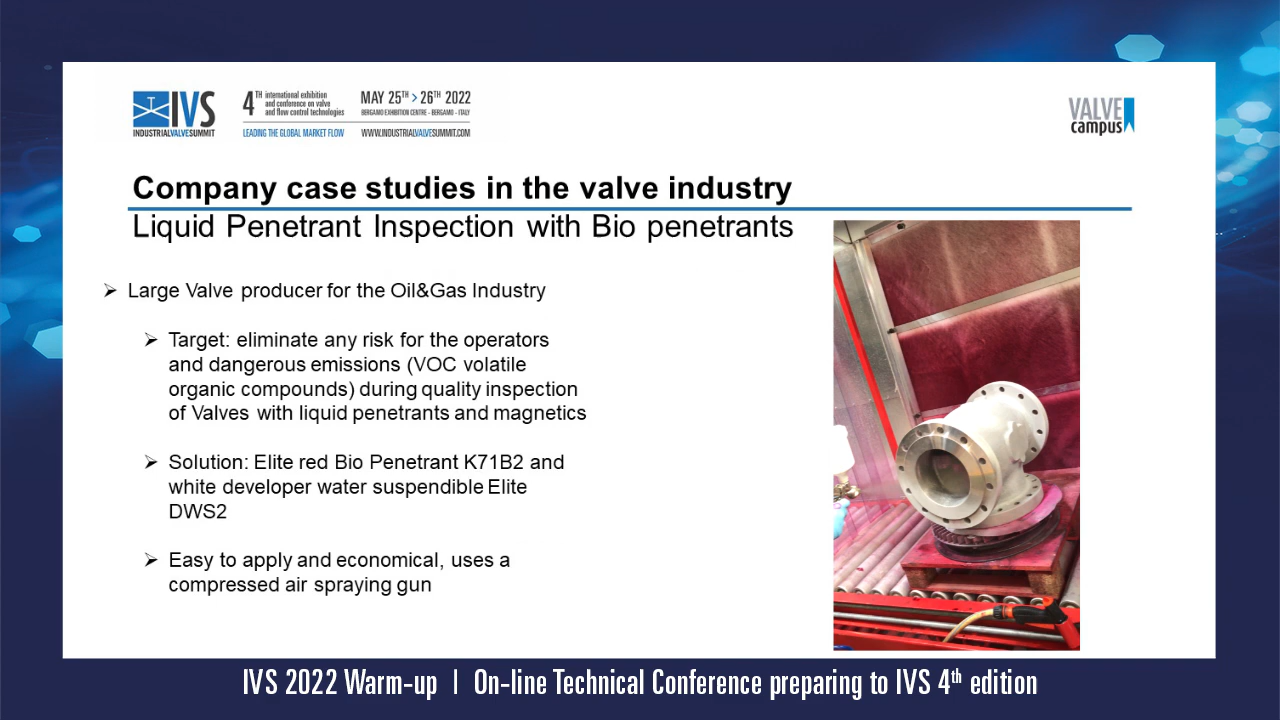 IVS
INDUSTRIALVALVESUMMIT
4TH international exhibition
and conference on valve
and flow control technologies
LEADING THE GLOBAL MARKET FLOW
MAY 25TH > 26TH 2022
BERGAMO EXHIBITION CENTRE - BERGAMO - ITALY
WWW.INDUSTRIALVALVESUMMIT.COM
VALVE
campus
Company case studies in the valve industry
Liquid Penetrant Inspection with Bio penetrants
➢ Large Valve producer for the Oil&Gas Industry
➢ Target: eliminate any risk for the operators
and dangerous emissions (VOC volatile
organic compounds) during quality inspection
of Valves with liquid penetrants and magnetics
➢ Solution: Elite red Bio Penetrant K71B2 and
white developer water suspendible Elite
DWS2
➢ Easy to apply and economical, uses a
compressed air spraying gun
IVS 2022 Warm-up | On-line Technical Conference preparing to IVS 4th edition